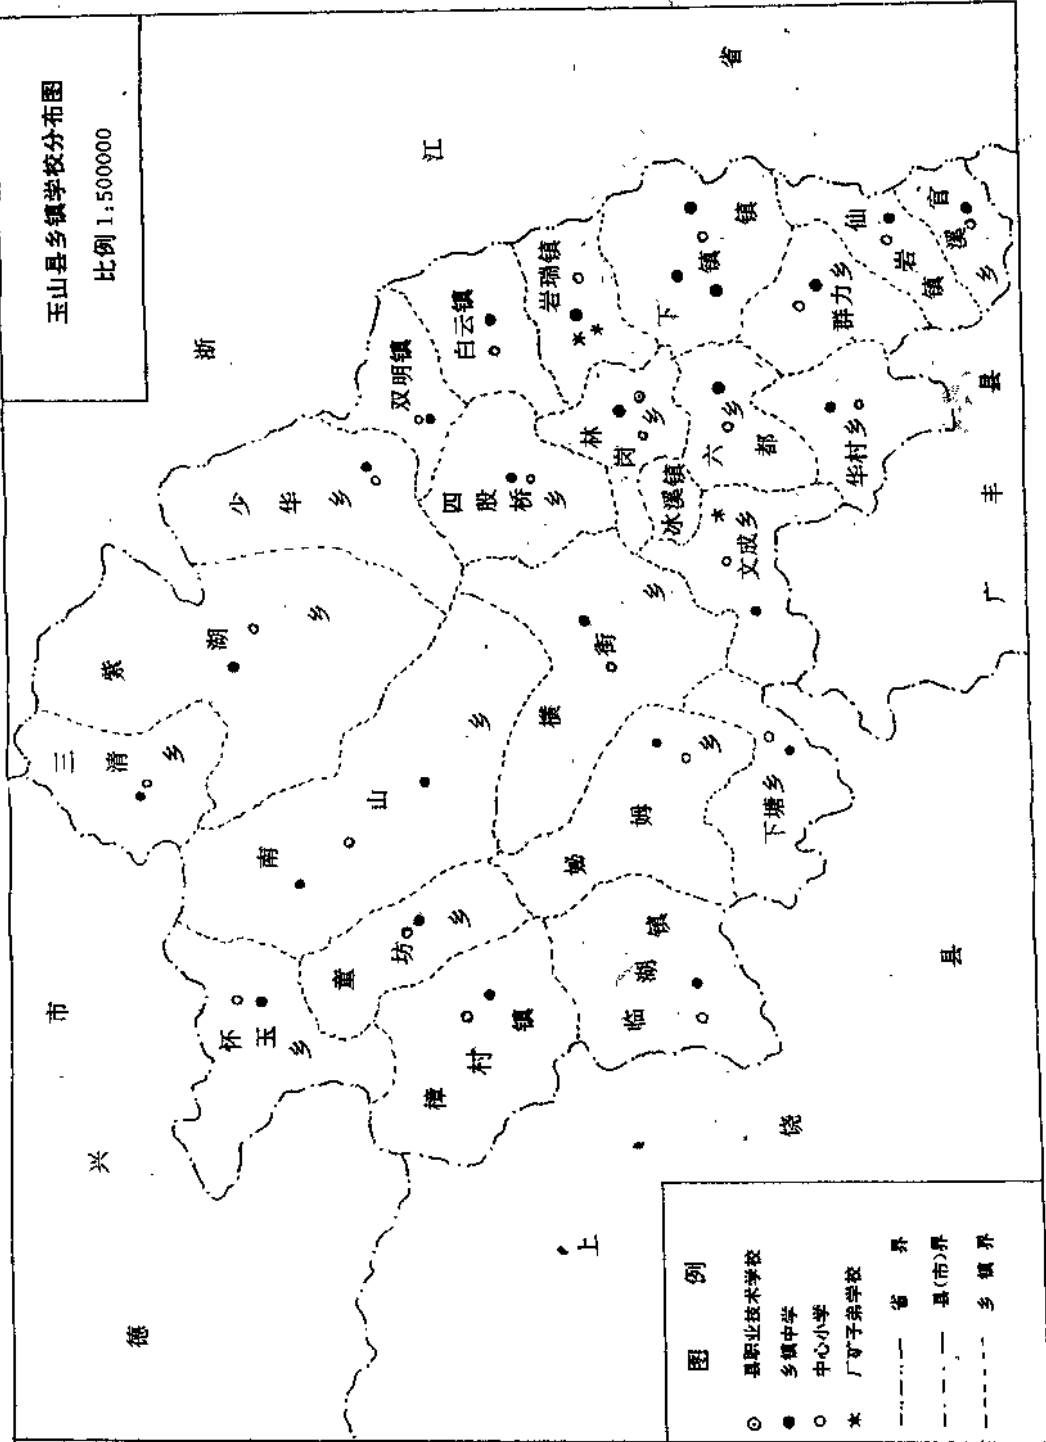 玉山县乡镇学校分布图
比例 1:500000
浙
江
省
德
兴
市
上
饶
县
广
丰
县
三清乡
紫湖乡
少华乡
双明镇
白云镇
岩瑞镇
四股桥乡
林岗乡
冰溪镇
下镇镇
六都乡
群力乡
仙岩镇
官溪乡
华村乡
文成乡
横街乡
南山乡
怀玉乡
童坊乡
樟村镇
临湖镇
姆乡
下塘乡
图例
县职业技术学校
乡镇中学
中心小学
厂矿子弟学校
省界
县(市)界
乡镇界